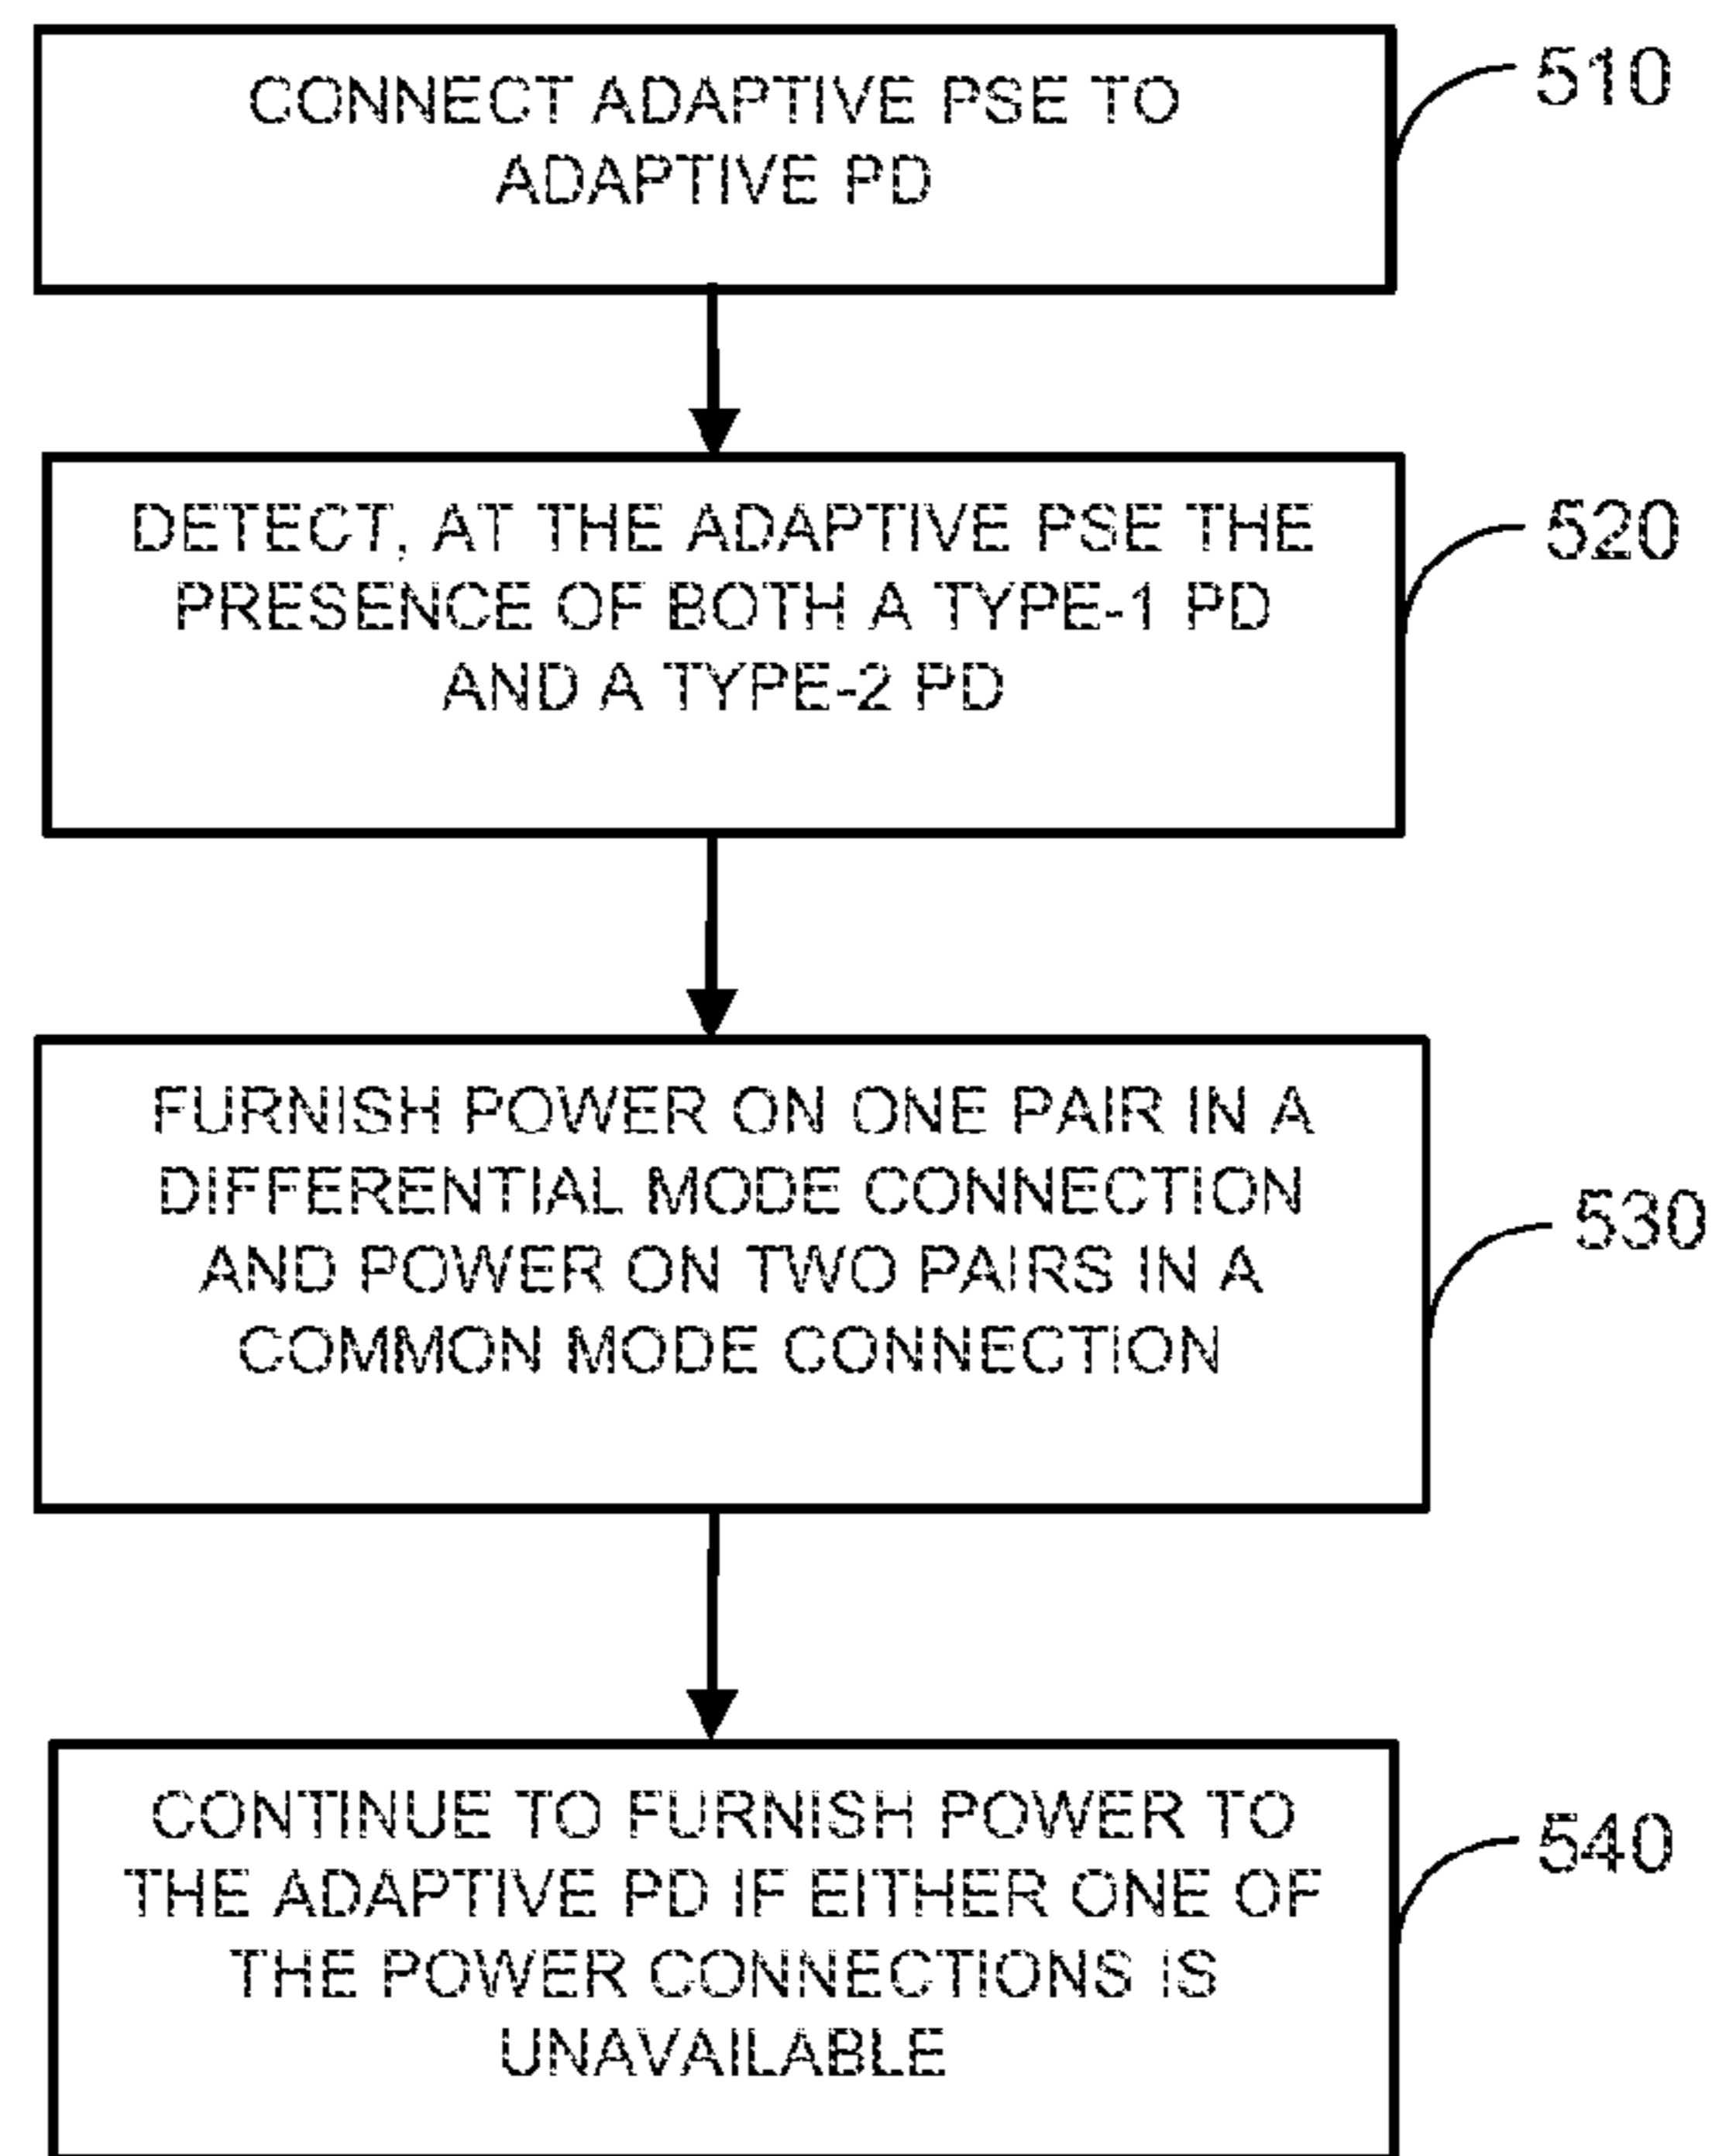 CONNECT ADAPTIVE PSE TO
ADAPTIVE PD
510
DETECT, AT THE ADAPTIVE PSE THE
PRESENCE OF BOTH A TYPE-1 PD
AND A TYPE-2 PD
520
FURNISH POWER ON ONE PAIR IN A
DIFFERENTIAL MODE CONNECTION
AND POWER ON TWO PAIRS IN A
COMMON MODE CONNECTION
530
CONTINUE TO FURNISH POWER TO
THE ADAPTIVE PD IF EITHER ONE OF
THE POWER CONNECTIONS IS
UNAVAILABLE
540